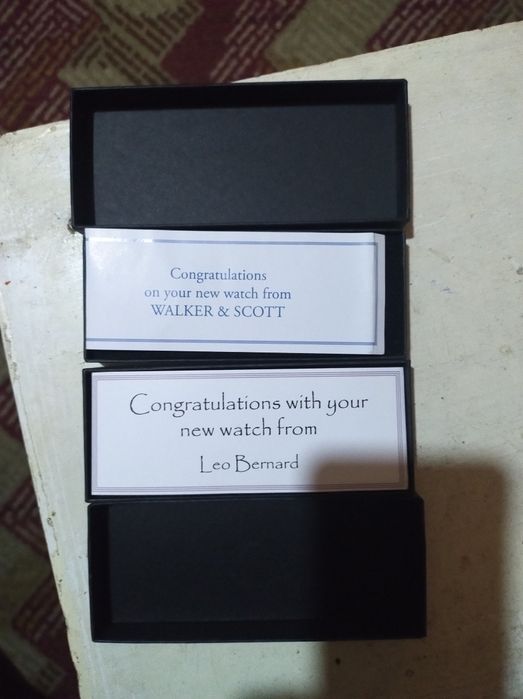 Congratulations
on your new watch from
WALKER & SCOTT
Congratulations with your
new watch from
Leo Bernard